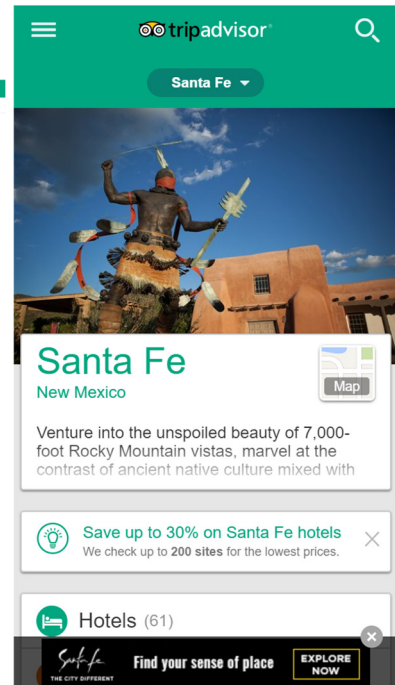 tripadvisor
Santa Fe
Santa Fe
New Mexico
Map
Venture into the unspoiled beauty of 7,000-
foot Rocky Mountain vistas, marvel at the
contrast of ancient native culture mixed with
Save up to 30% on Santa Fe hotels
We check up to 200 sites for the lowest prices.
Hotels (61)
Santa Fe
THE CITY DIFFERENT
Find your sense of place
EXPLORE
NOW